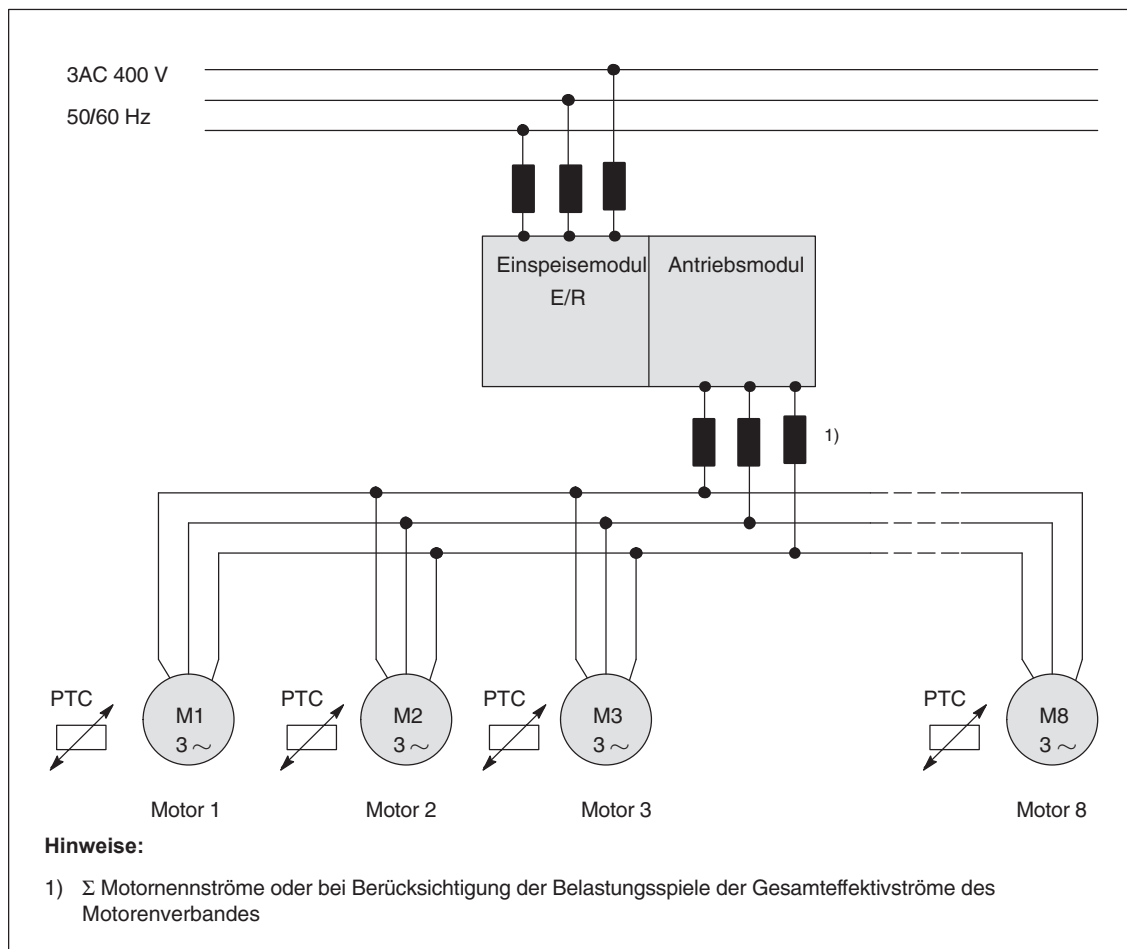 3AC 400 V
50/60 Hz
Einspeisemodul
E/R
Antriebsmodul
1)
PTC
M1
3 ~
Motor 1
PTC
M2
3 ~
Motor 2
PTC
M3
3 ~
Motor 3
PTC
M8
3 ~
Motor 8
Hinweise:
1) Σ Motornennströme oder bei Berücksichtigung der Belastungsspiele der Gesamteffektivströme des
Motorenverbandes